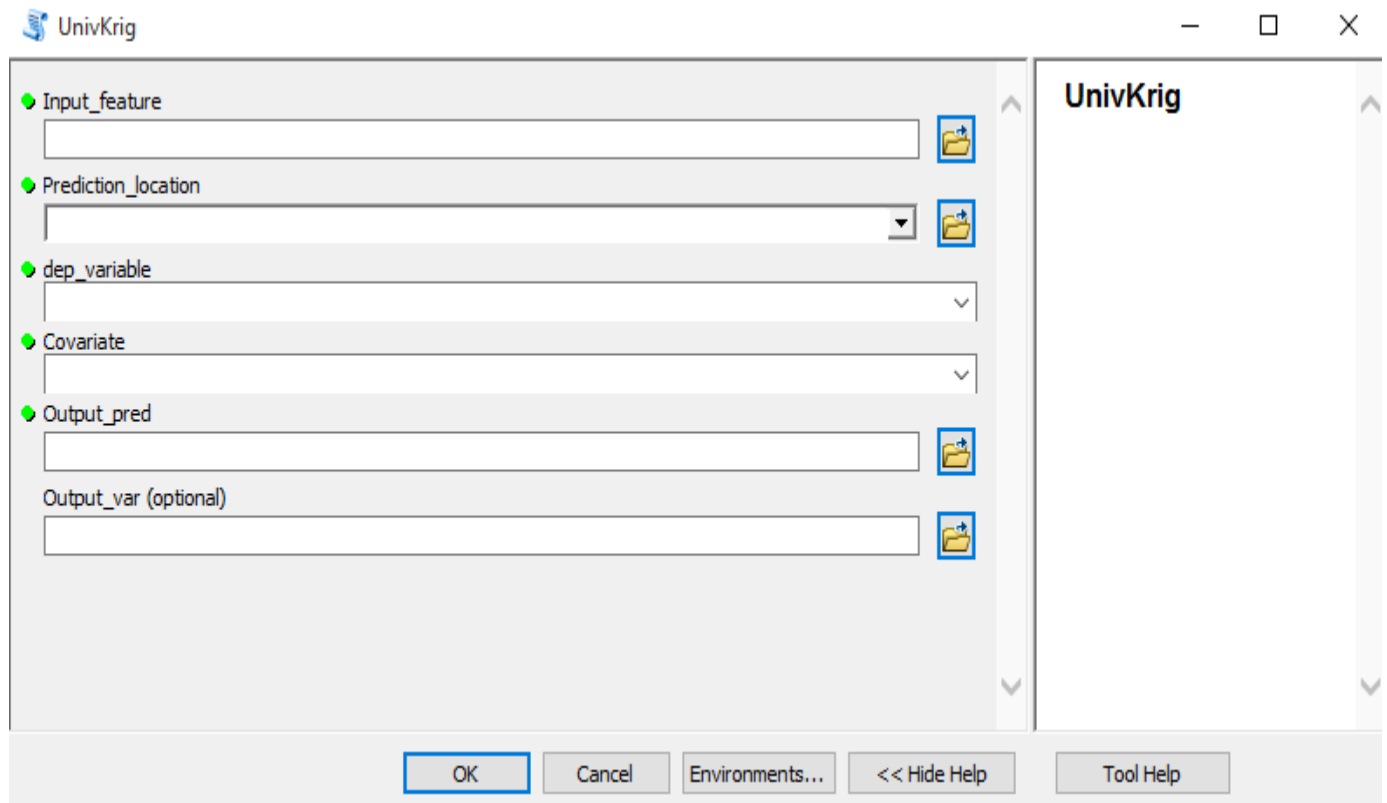 UnivKrig
Input_feature
Prediction_location
dep_variable
Covariate
Output_pred
Output_var (optional)
UnivKrig
OK
Cancel
Environments...
<< Hide Help
Tool Help